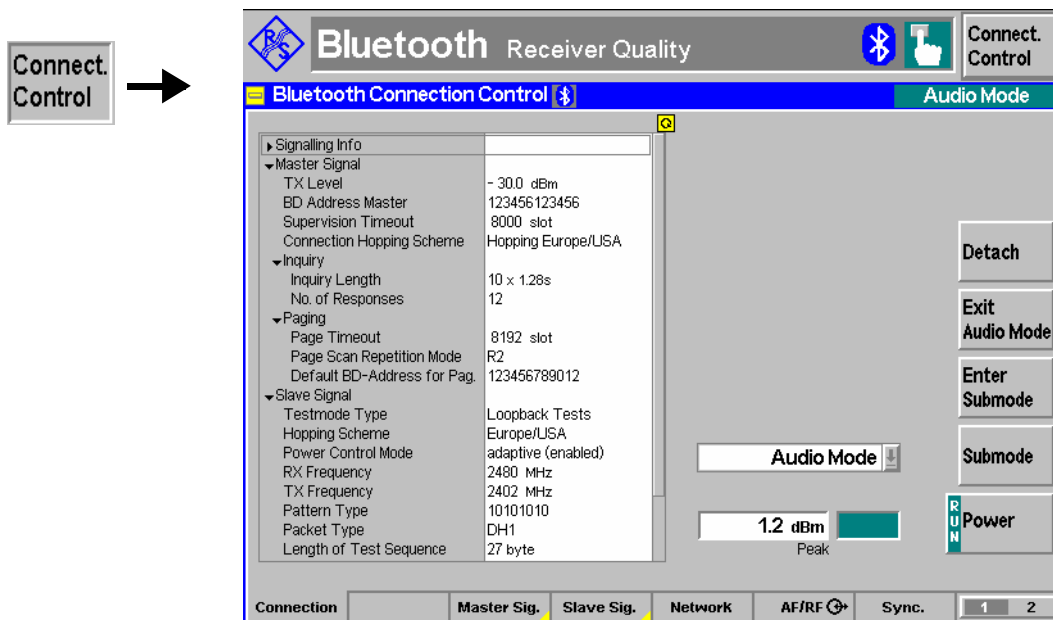 Connect.
Control
R S
Bluetooth Receiver Quality
Connect.
Control
Bluetooth Connection Control
Audio Mode
Signalling Info
Master Signal
TX Level - 30.0 dBm
BD Address Master 123456123456
Supervision Timeout 8000 slot
Connection Hopping Scheme Hopping Europe/USA
Inquiry
Inquiry Length 10 x 1.28s
No. of Responses 12
Paging
Page Timeout 8192 slot
Page Scan Repetition Mode R2
Default BD-Address for Pag. 123456789012
Slave Signal
Testmode Type Loopback Tests
Hopping Scheme Europe/USA
Power Control Mode adaptive (enabled)
RX Frequency 2480 MHz
TX Frequency 2402 MHz
Pattern Type 10101010
Packet Type DH1
Length of Test Sequence 27 byte
Audio Mode
1.2 dBm
Peak
Detach
Exit
Audio Mode
Enter
Submode
Submode
RUN
Power
Connection Master Sig. Slave Sig. Network AF/RF Sync. 1 2